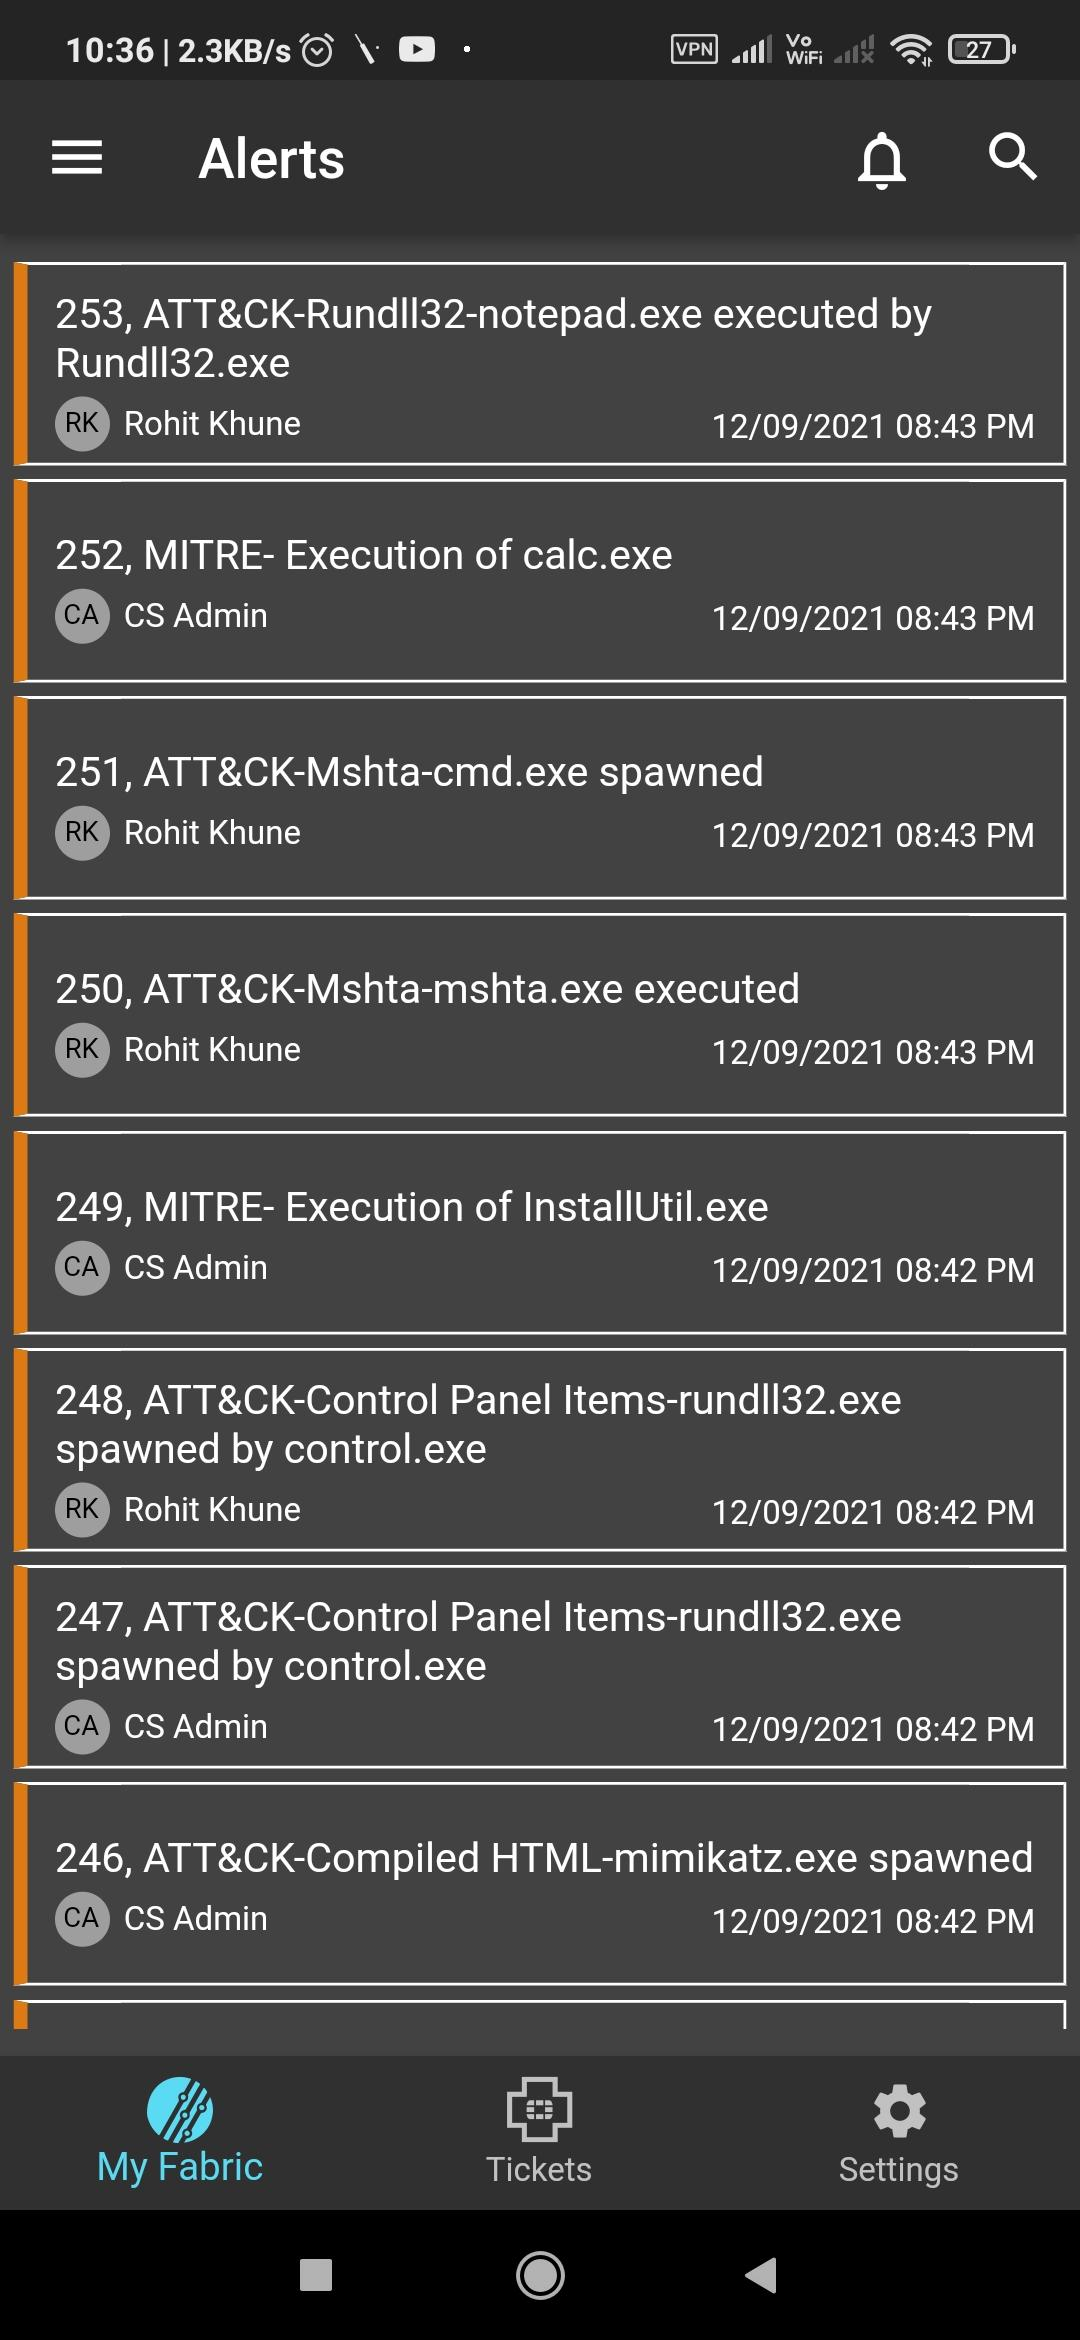 10:36 | 2.3KB/s VPN Vo WiFi 27
Alerts
253, ATT&CK-Rundll32-notepad.exe executed by
Rundll32.exe
RK Rohit Khune 12/09/2021 08:43 PM
252, MITRE- Execution of calc.exe
CA CS Admin 12/09/2021 08:43 PM
251, ATT&CK-Mshta-cmd.exe spawned
RK Rohit Khune 12/09/2021 08:43 PM
250, ATT&CK-Mshta-mshta.exe executed
RK Rohit Khune 12/09/2021 08:43 PM
249, MITRE- Execution of InstallUtil.exe
CA CS Admin 12/09/2021 08:42 PM
248, ATT&CK-Control Panel Items-rundll32.exe
spawned by control.exe
RK Rohit Khune 12/09/2021 08:42 PM
247, ATT&CK-Control Panel Items-rundll32.exe
spawned by control.exe
CA CS Admin 12/09/2021 08:42 PM
246, ATT&CK-Compiled HTML-mimikatz.exe spawned
CA CS Admin 12/09/2021 08:42 PM
My Fabric Tickets Settings